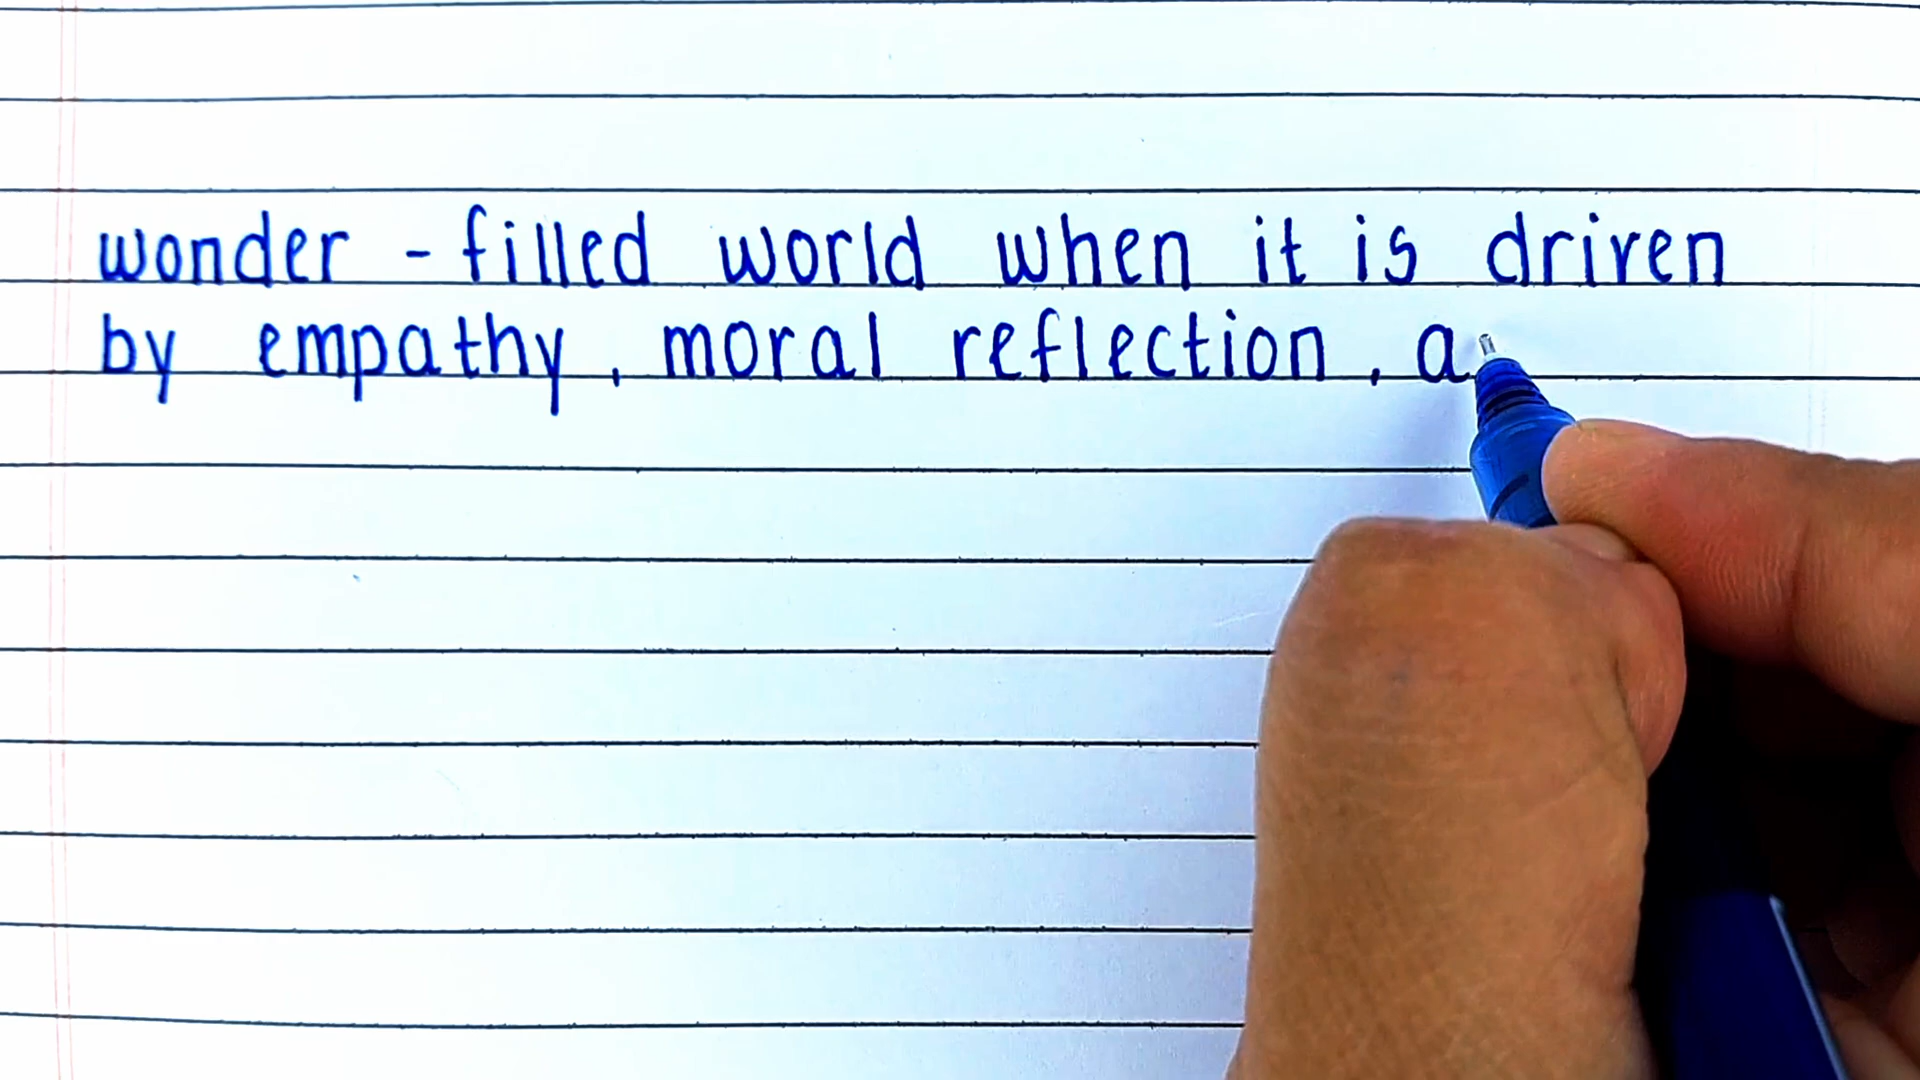 wonder - filled world when it is driven
by empathy, moral reflection, a